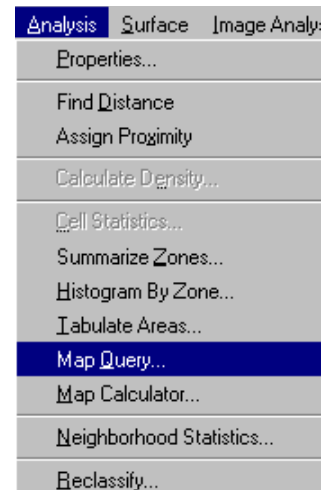 Analysis Surface Image Analy
Properties...
Find Distance
Assign Proximity
Calculate Density...
Cell Statistics...
Summarize Zones...
Histogram By Zone...
Tabulate Areas...
Map Query...
Map Calculator...
Neighborhood Statistics...
Reclassify...